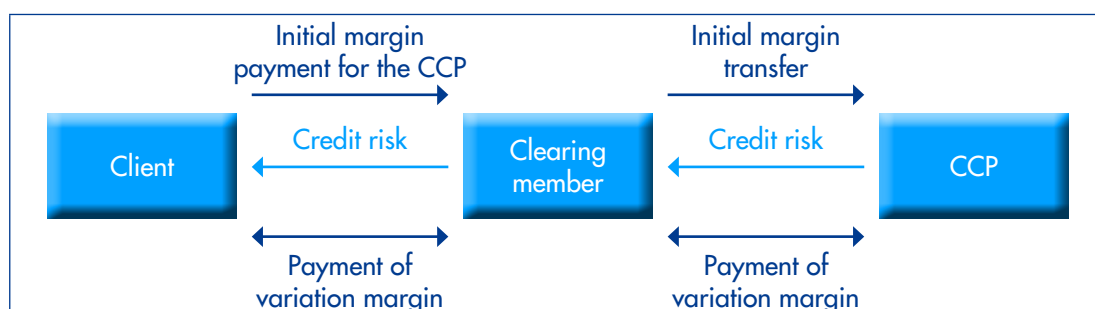 Initial margin
payment for the CCP
Initial margin
transfer
Client
Credit risk
Clearing
member
Credit risk
CCP
Payment of
variation margin
Payment of
variation margin